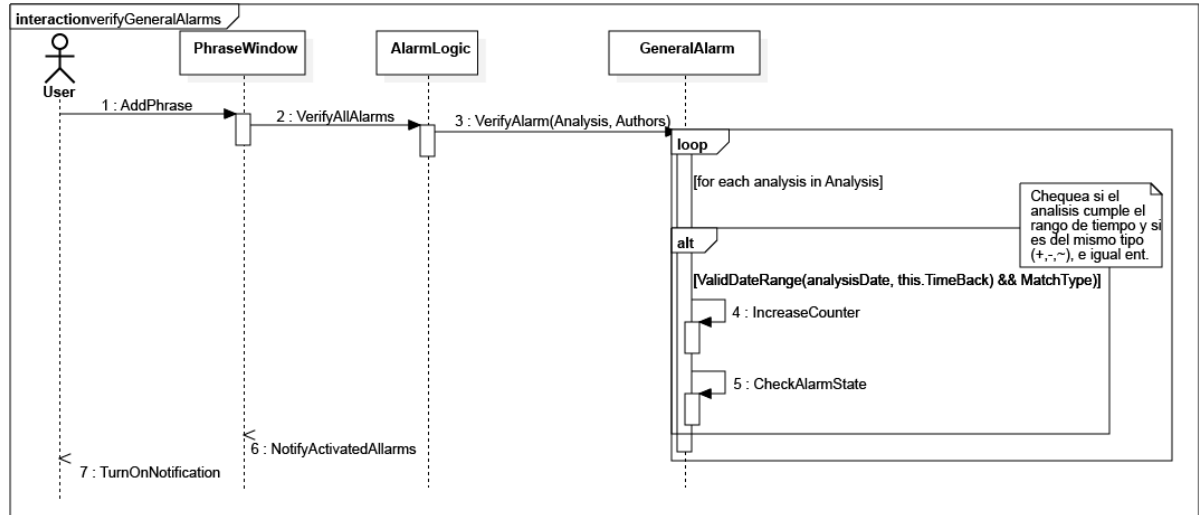 interactionverifyGeneralAlarms
PhraseWindow
AlarmLogic
GeneralAlarm
User
1 : AddPhrase
2 : VerifyAllAlarms
3 : VerifyAlarm(Analysis, Authors)
loop
[for each analysis in Analysis]
Chequea si el
analisis cumple el
rango de tiempo y si
es del mismo tipo
(+,-,~), e igual ent.
alt
[ValidDateRange(analysisDate, this.TimeBack) && MatchType)]
4 : IncreaseCounter
5 : CheckAlarmState
6 : NotifyActivatedAllarms
7 : TurnOnNotification